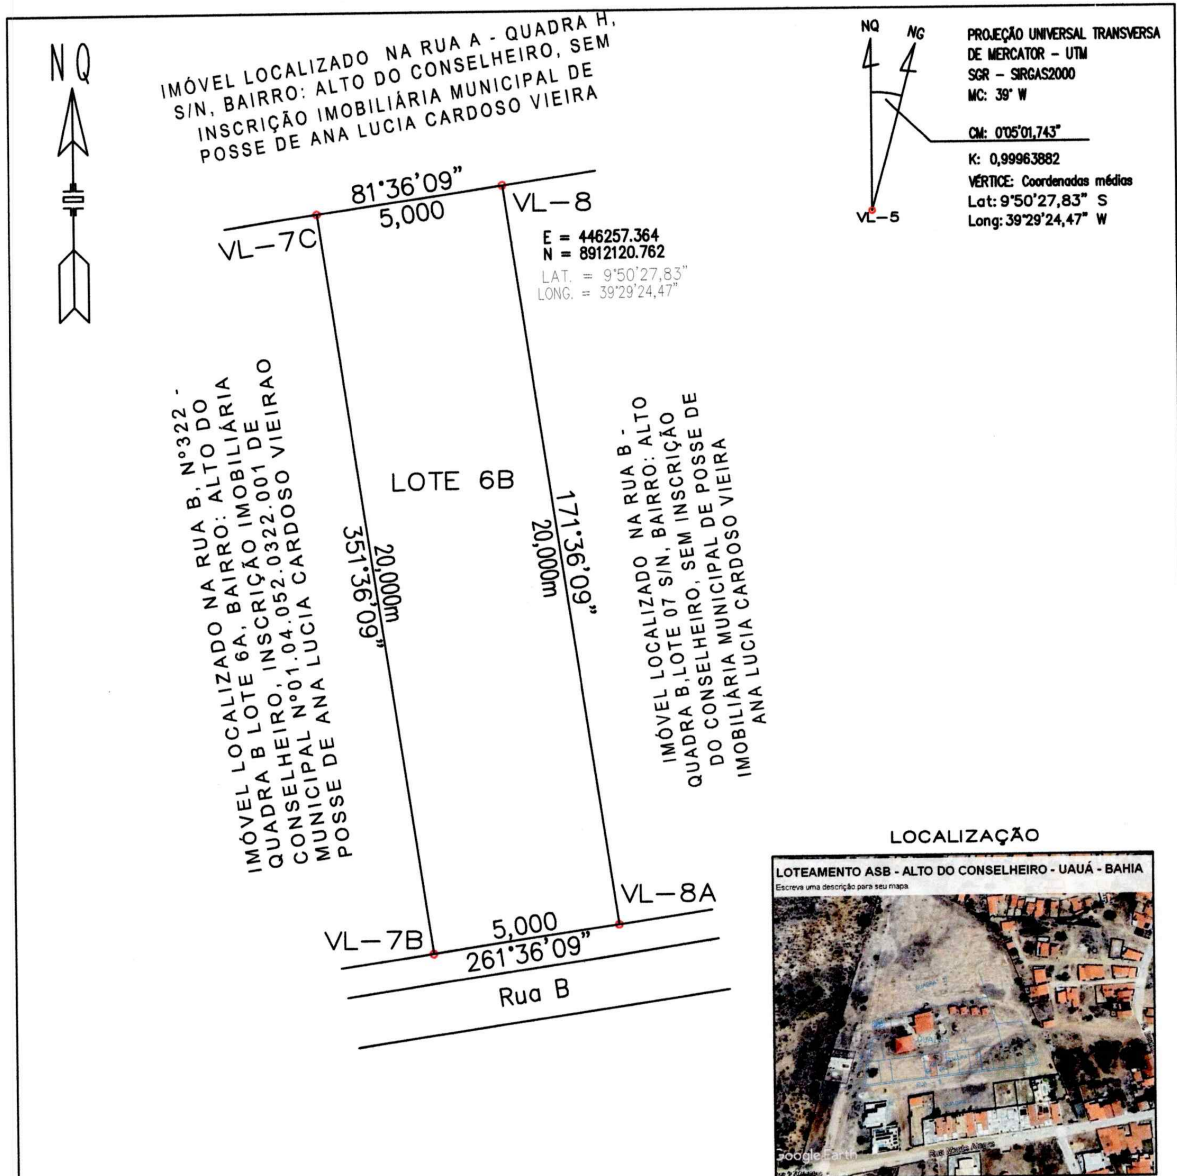 NQ
IMÓVEL LOCALIZADO NA RUA A - QUADRA H,
S/N, BAIRRO: ALTO DO CONSELHEIRO, SEM
INSCRIÇÃO IMOBILIÁRIA MUNICIPAL DE
POSSE DE ANA LUCIA CARDOSO VIEIRA
NQ
NG
VL-5
PROJEÇÃO UNIVERSAL TRANSVERSA
DE MERCATOR - UTM
SGR - SIRGAS2000
MC: 39° W
CM: 0°05'01,743"
K: 0,99963882
VÉRTICE: Coordenadas médias
Lat: 9°50'27,83" S
Long: 39°29'24,47" W
81°36'09"
5,000
VL-7C
VL-8
E = 446257.364
N = 8912120.762
LAT. = 9°50'27,83"
LONG. = 39°29'24,47"
IMÓVEL LOCALIZADO NA RUA B, Nº322 -
QUADRA B LOTE 6A, BAIRRO: ALTO DO
CONSELHEIRO, INSCRIÇÃO IMOBILIÁRIA
MUNICIPAL Nº01.04.052.0322.001 DE
POSSE DE ANA LUCIA CARDOSO VIEIRAO
LOTE 6B
20,000m
351°36'09"
171°36'09"
20,000m
IMÓVEL LOCALIZADO NA RUA B -
QUADRA B,LOTE 07 S/N, BAIRRO: ALTO
DO CONSELHEIRO, SEM INSCRIÇÃO
IMOBILIÁRIA MUNICIPAL DE POSSE DE
ANA LUCIA CARDOSO VIEIRA
VL-7B
5,000
261°36'09"
VL-8A
Rua B
LOCALIZAÇÃO
LOTEAMENTO ASB - ALTO DO CONSELHEIRO - UAUÁ - BAHIA
Escreva uma descrição para seu mapa.
Google Earth